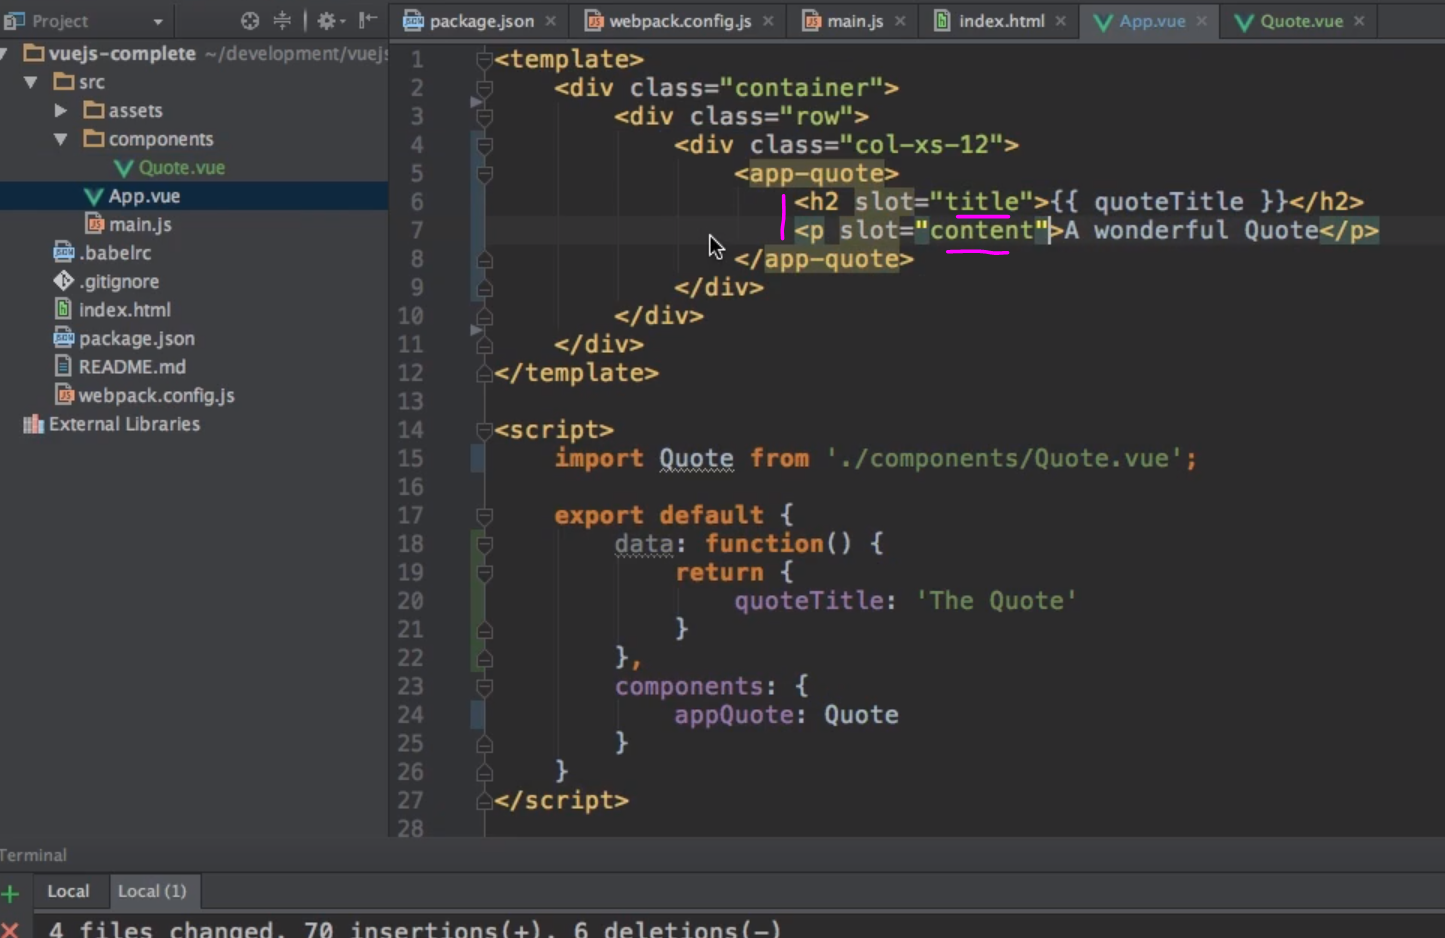 Project
package.json × webpack.config.js × main.js × index.html × App.vue × Quote.vue ×
vuejs-complete ~/development/vuej
src
assets
components
Quote.vue
App.vue
main.js
.babelrc
.gitignore
index.html
package.json
README.md
webpack.config.js
External Libraries
1 <template>
2 <div class="container">
3 <div class="row">
4 <div class="col-xs-12">
5 <app-quote>
6 <h2 slot="title">{{ quoteTitle }}</h2>
7 <p slot="content">A wonderful Quote</p>
8 </app-quote>
9 </div>
10 </div>
11 </div>
12 </template>
13
14 <script>
15 import Quote from './components/Quote.vue';
16
17 export default {
18 data: function() {
19 return {
20 quoteTitle: 'The Quote'
21 }
22 },
23 components: {
24 appQuote: Quote
25 }
26 }
27 </script>
28
Terminal
Local Local (1)
4 files changed, 70 insertions(+), 6 deletions(-)